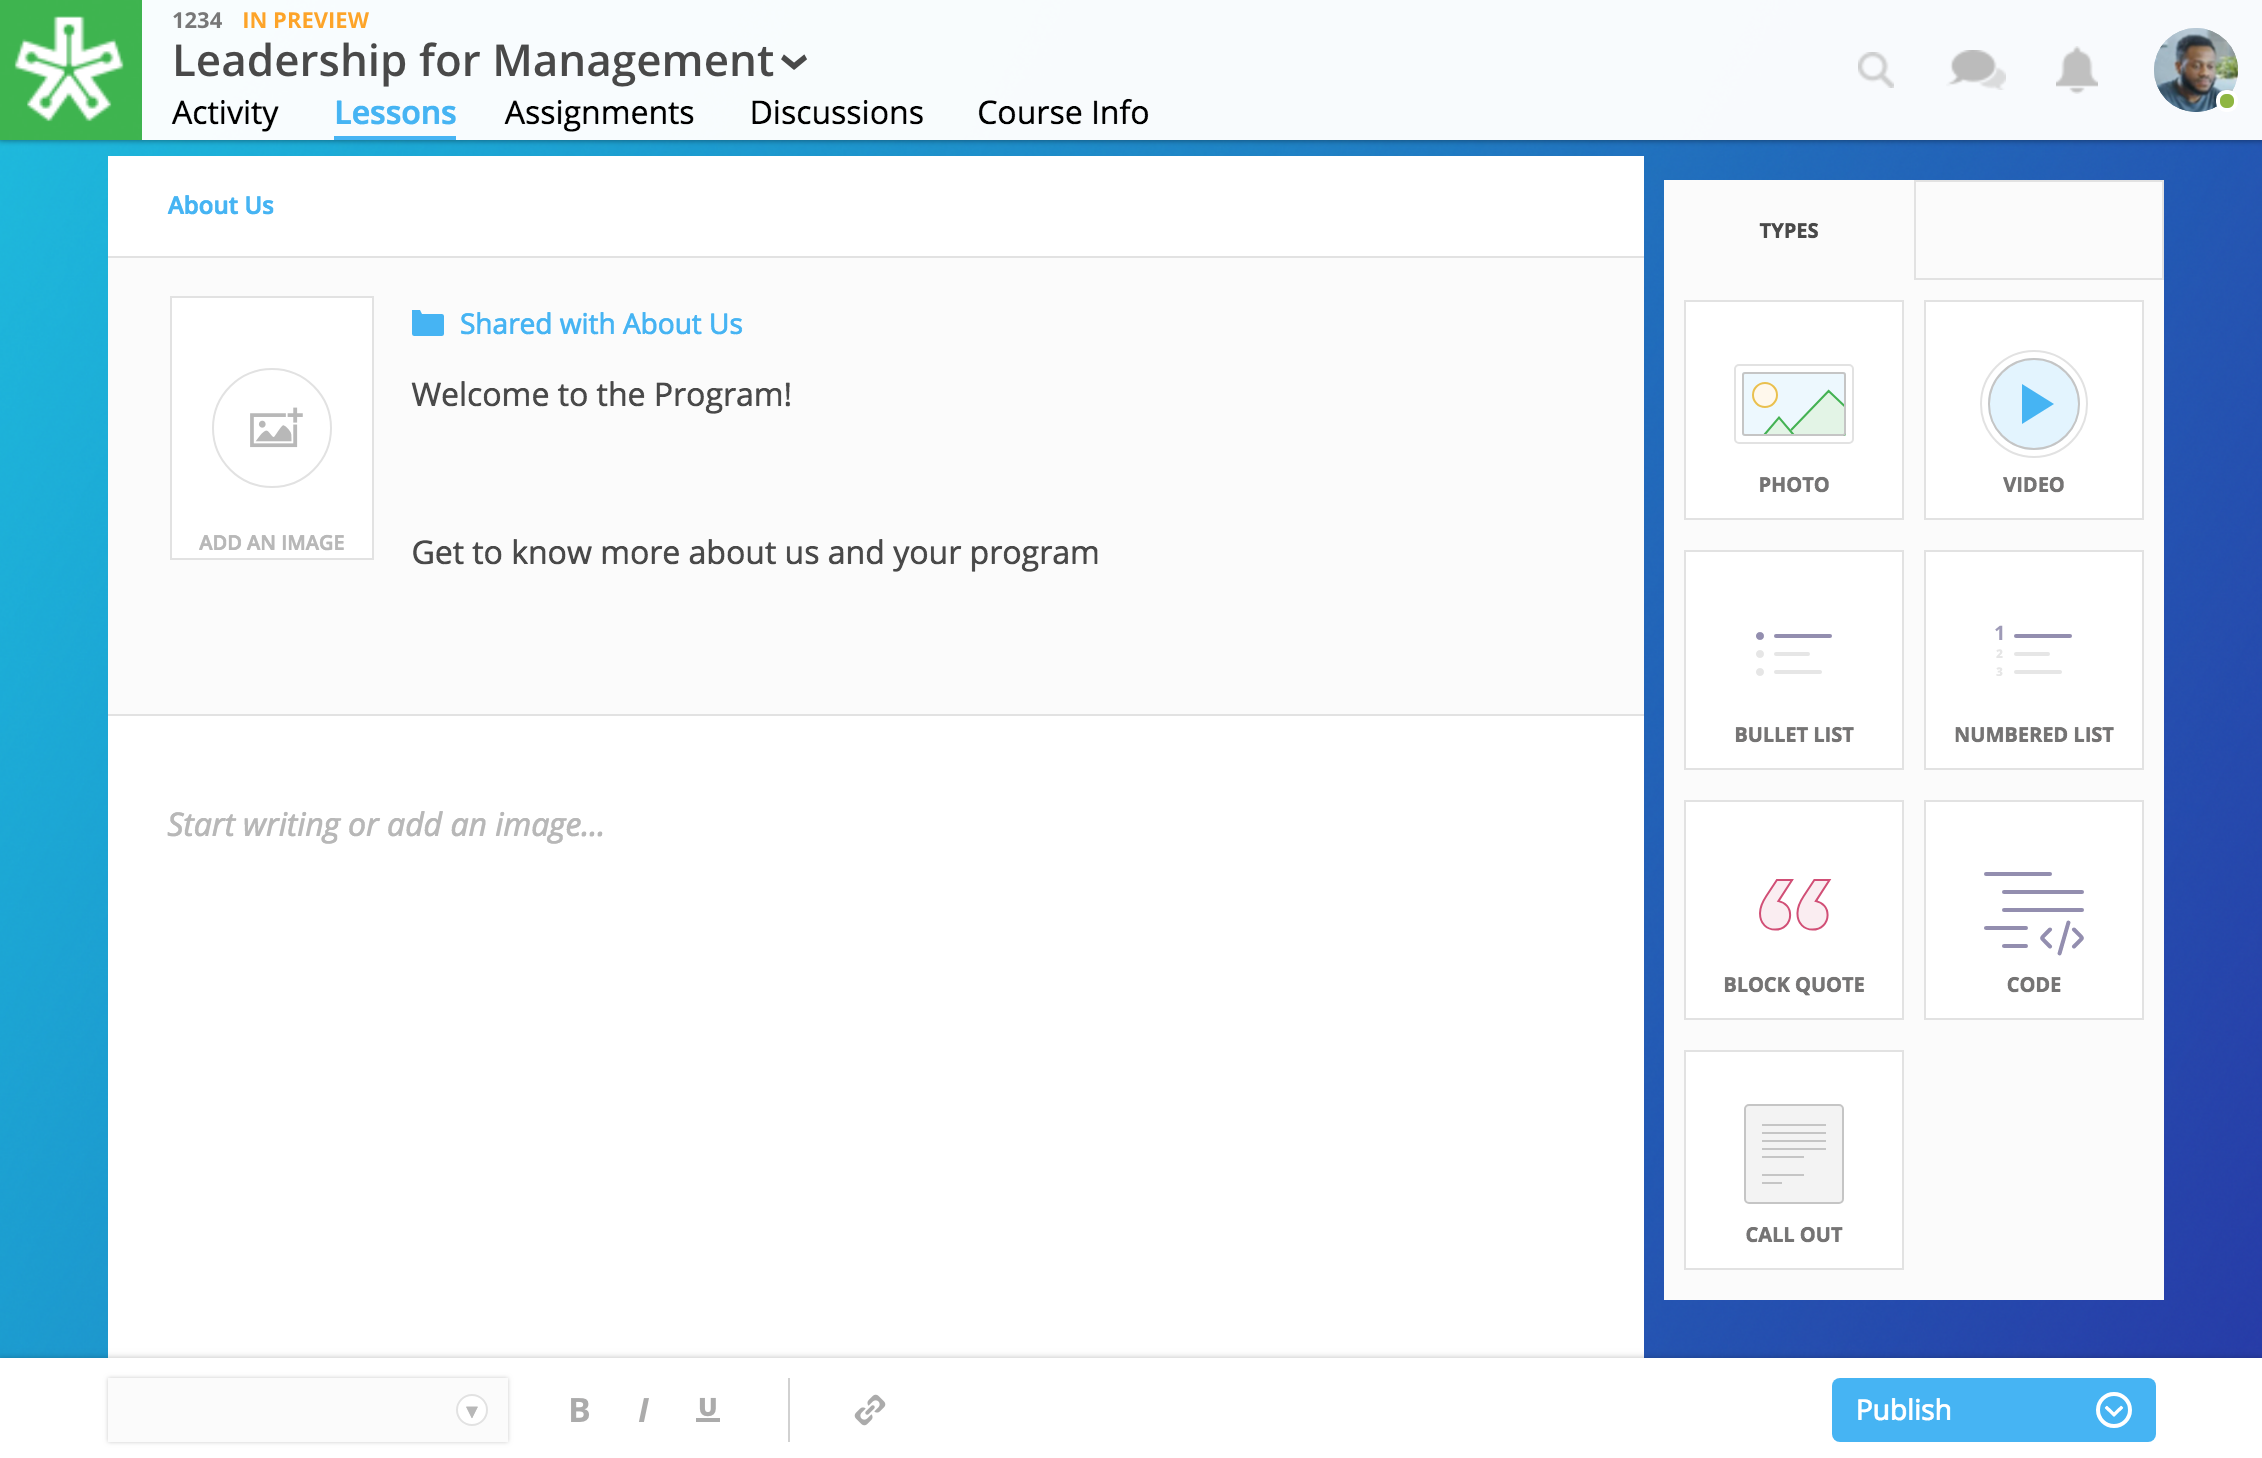 1234 IN PREVIEW
Leadership for Management
Activity Lessons Assignments Discussions Course Info
About Us
Shared with About Us
Welcome to the Program!
ADD AN IMAGE
Get to know more about us and your program
Start writing or add an image...
TYPES
PHOTO VIDEO
1
2
3
BULLET LIST NUMBERED LIST
BLOCK QUOTE CODE
CALL OUT
B I U
Publish